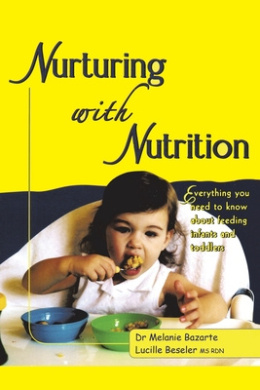 Nurturing
with
Nutrition
Everything you
need to know
about feeding
infants and
toddlers
Dr Melanie Bazarte
Lucille Beseler MS RDN